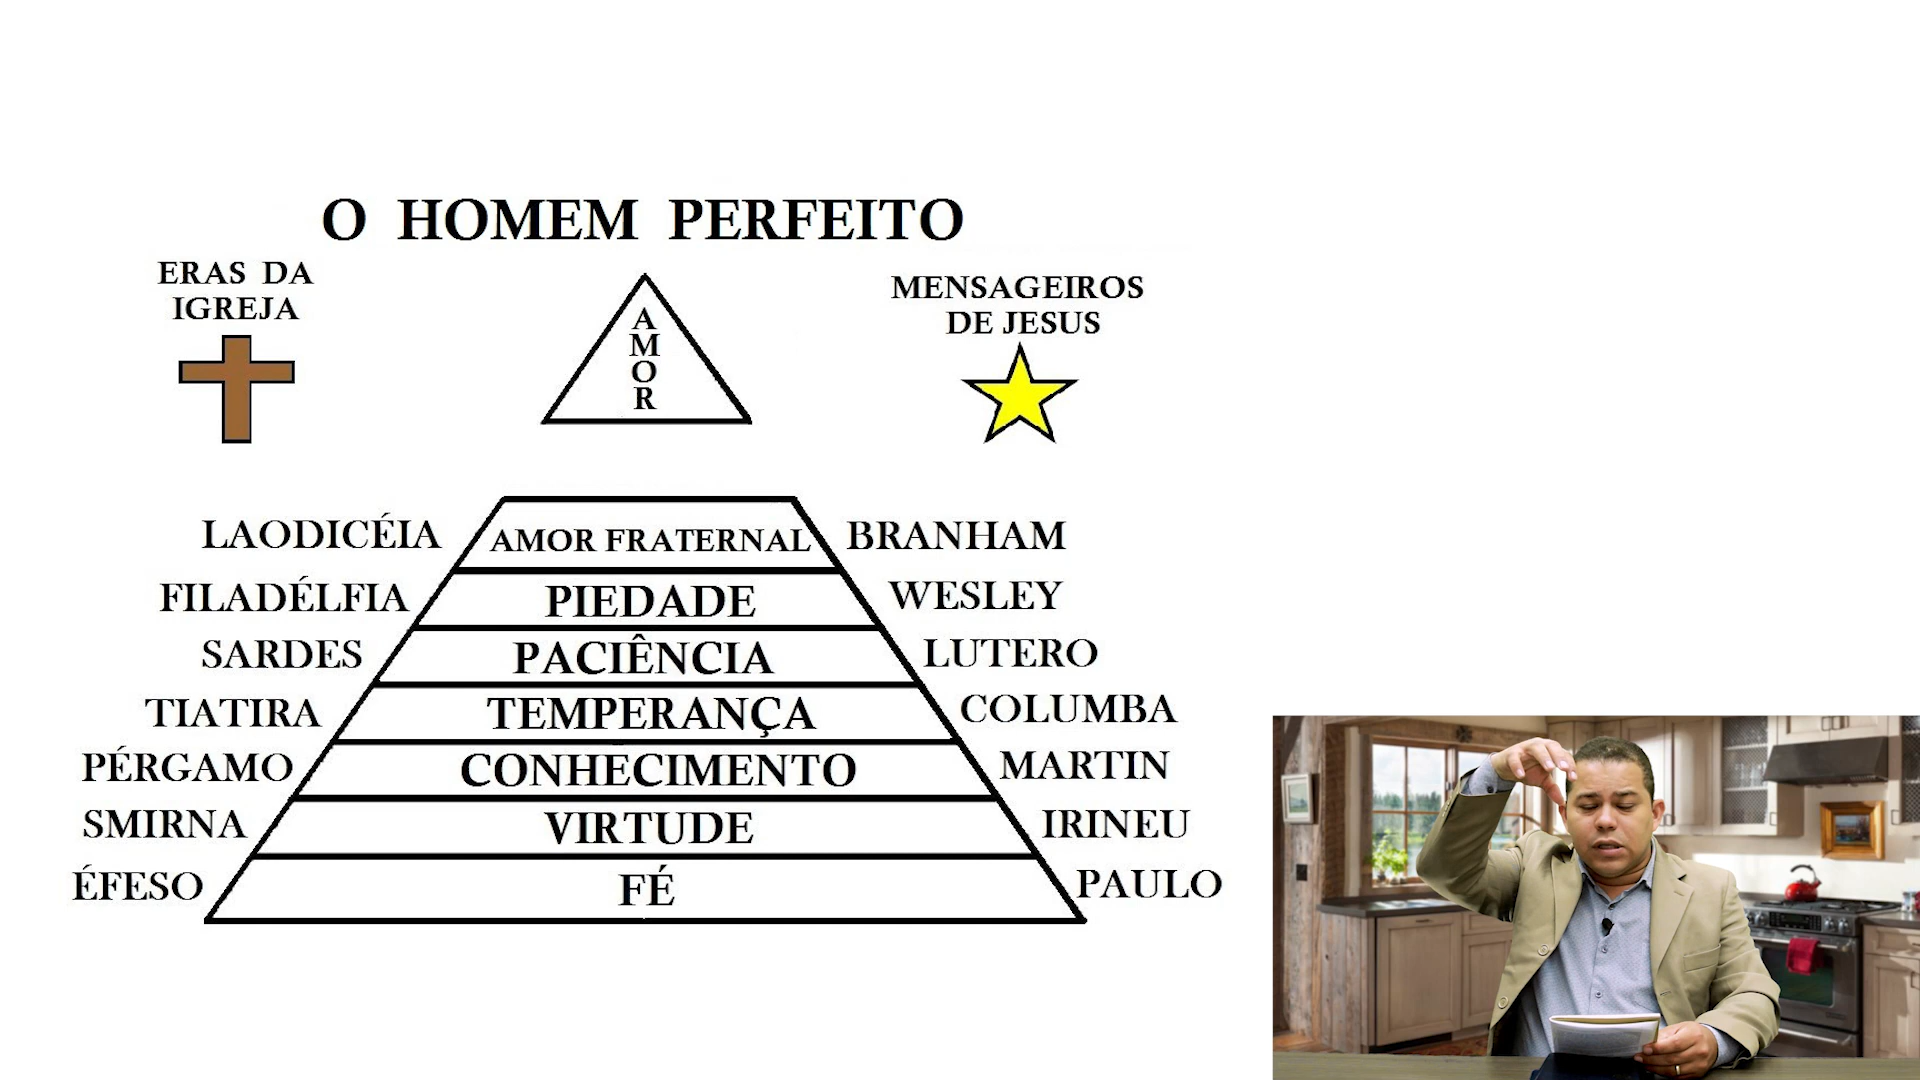 O HOMEM PERFEITO
ERAS DA
IGREJA
MENSAGEIROS
DE JESUS
A
M
O
R
LAODICÉIA AMOR FRATERNAL BRANHAM
FILADÉLFIA PIEDADE WESLEY
SARDES PACIÊNCIA LUTERO
TIATIRA TEMPERANÇA COLUMBA
PÉRGAMO CONHECIMENTO MARTIN
SMIRNA VIRTUDE IRINEU
ÉFESO FÉ PAULO